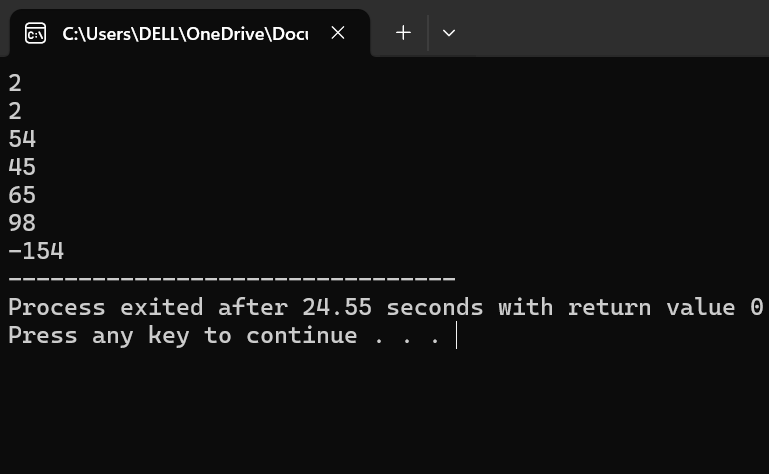 C:\Users\DELL\OneDrive\Docu
2
2
54
45
65
98
-154
--------------------------------
Process exited after 24.55 seconds with return value 0
Press any key to continue . . .